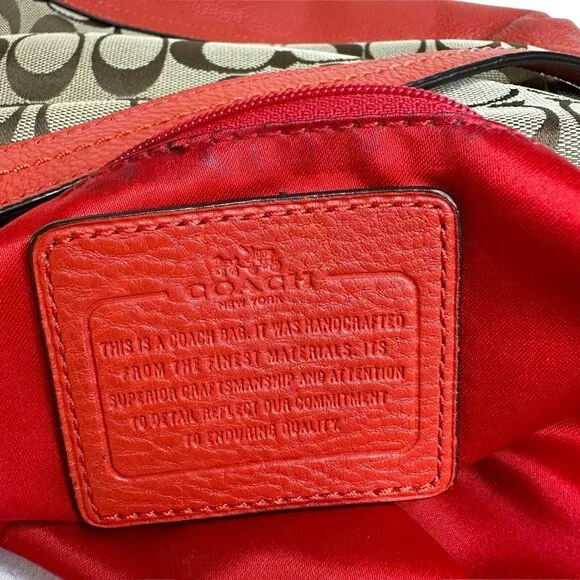 COACH
NEW YORK
THIS IS A COACH BAG. IT WAS HANDCRAFTED
FROM THE FINEST MATERIALS. ITS
SUPERIOR CRAFTSMANSHIP AND ATTENTION
TO DETAIL REFLECT OUR COMMITMENT
TO ENDURING QUALITY.